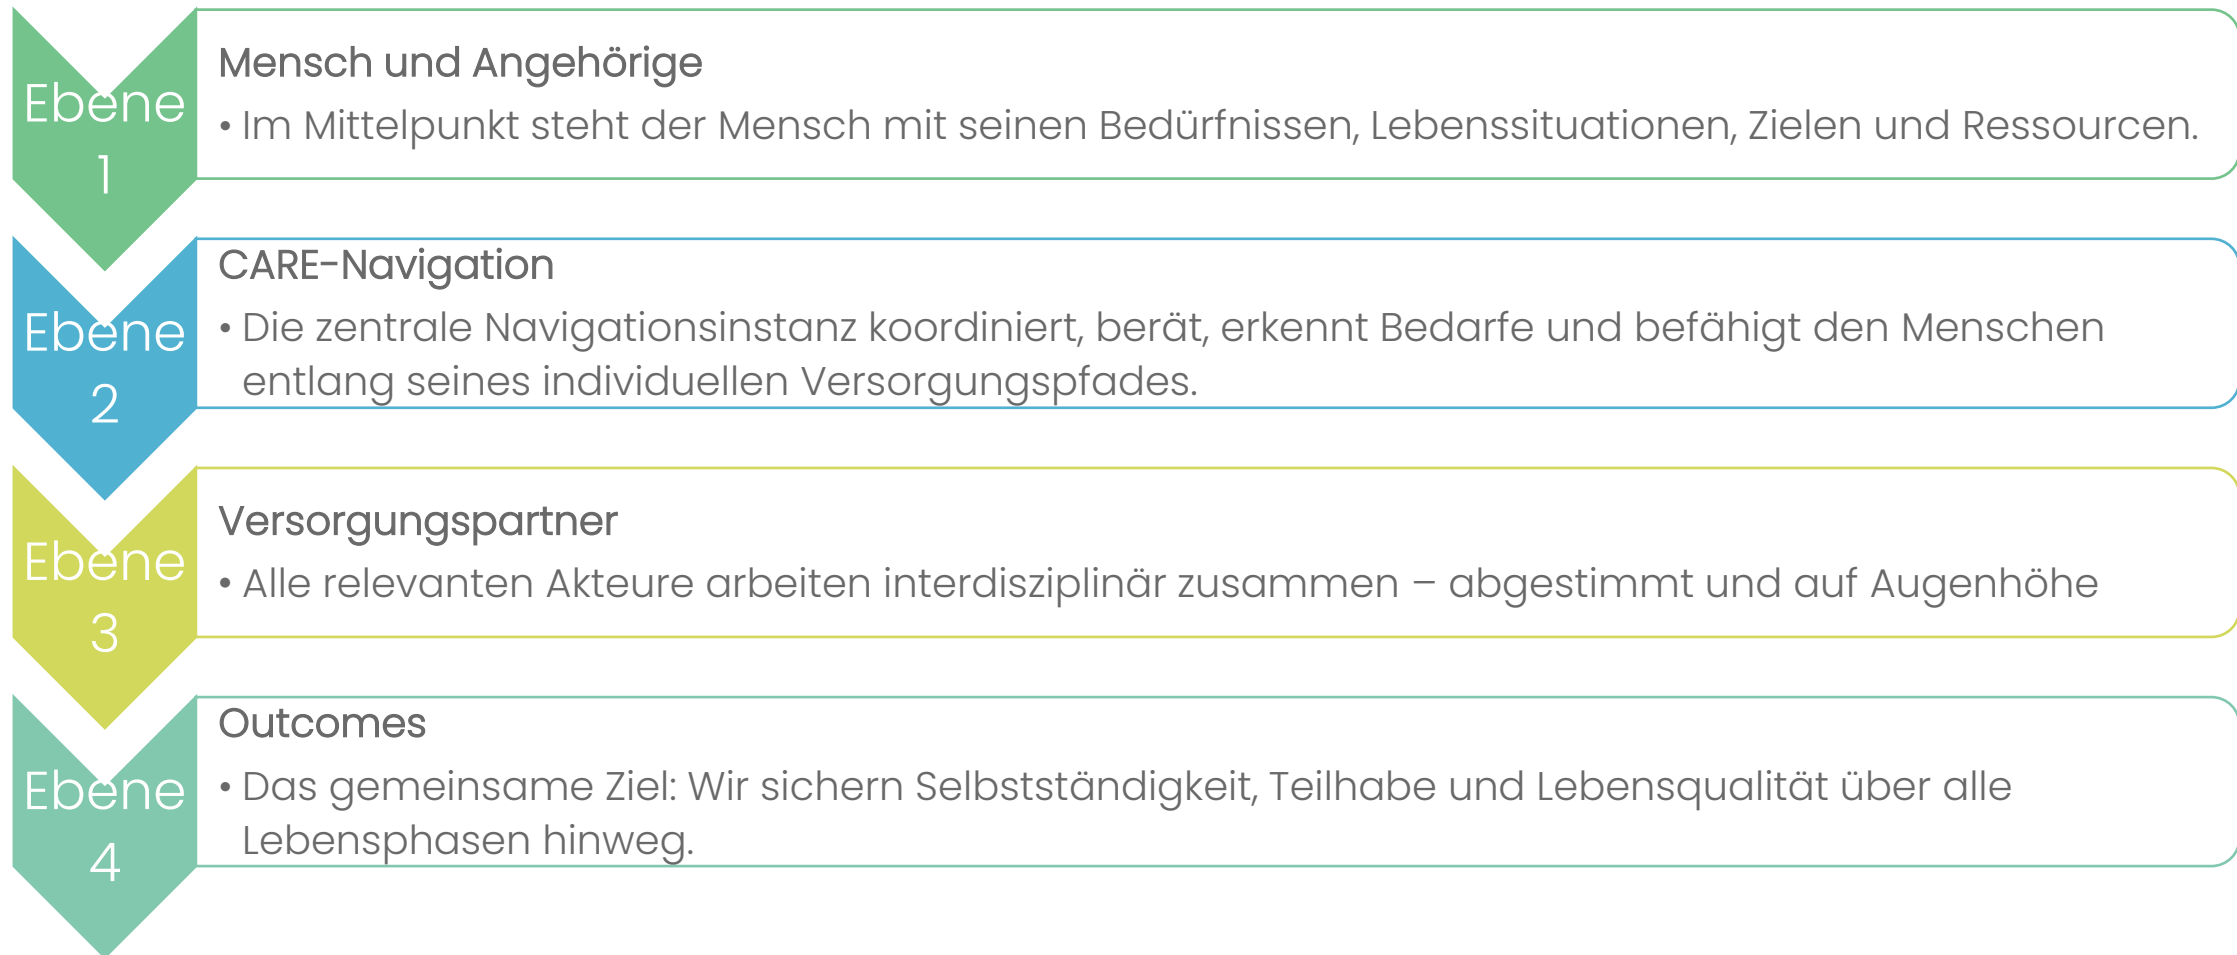 Ebene
1
Mensch und Angehörige
• Im Mittelpunkt steht der Mensch mit seinen Bedürfnissen, Lebenssituationen, Zielen und Ressourcen.
Ebene
2
CARE-Navigation
• Die zentrale Navigationsinstanz koordiniert, berät, erkennt Bedarfe und befähigt den Menschen
entlang seines individuellen Versorgungspfades.
Ebene
3
Versorgungspartner
• Alle relevanten Akteure arbeiten interdisziplinär zusammen – abgestimmt und auf Augenhöhe
Ebene
4
Outcomes
• Das gemeinsame Ziel: Wir sichern Selbstständigkeit, Teilhabe und Lebensqualität über alle
Lebensphasen hinweg.